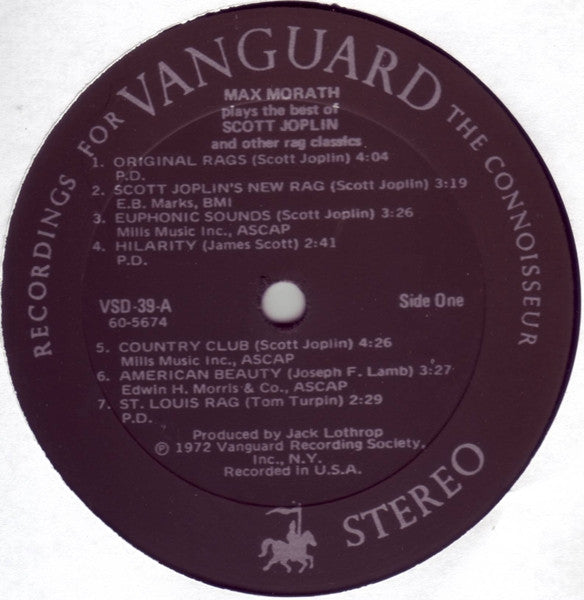 RECORDINGS FOR VANGUARD THE CONNOISSEUR
MAX MORATH
plays the best of
SCOTT JOPLIN
and other rag classics
1. ORIGINAL RAGS (Scott Joplin) 4:04
P.D.
2. SCOTT JOPLIN'S NEW RAG (Scott Joplin) 3:19
E.B. Marks, BMI
3. EUPHONIC SOUNDS (Scott Joplin) 3:26
Mills Music Inc., ASCAP
4. HILARITY (James Scott) 2:41
P.D.
VSD-39-A
60-5674
Side One
5. COUNTRY CLUB (Scott Joplin) 4:26
Mills Music Inc., ASCAP
6. AMERICAN BEAUTY (Joseph F. Lamb) 3:27
Edwin H. Morris & Co., ASCAP
7. ST. LOUIS RAG (Tom Turpin) 2:29
P.D.
Produced by Jack Lothrop
℗ 1972 Vanguard Recording Society,
Inc., N.Y.
Recorded in U.S.A.
STEREO